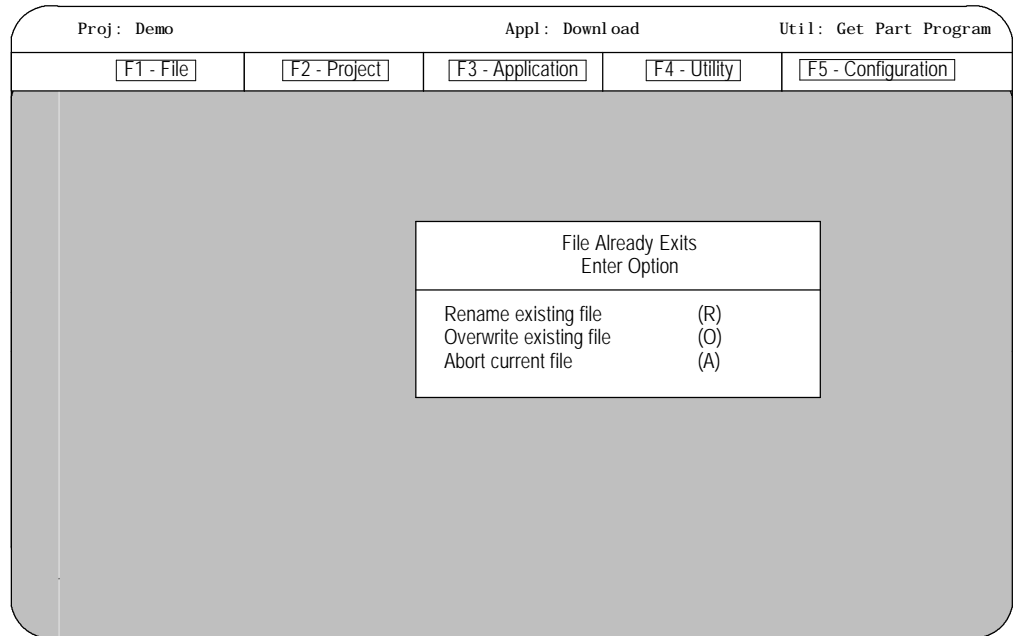 Proj: Demo Appl: Download Util: Get Part Program
F1 - File F2 - Project F3 - Application F4 - Utility F5 - Configuration
File Already Exits
Enter Option
Rename existing file (R)
Overwrite existing file (O)
Abort current file (A)